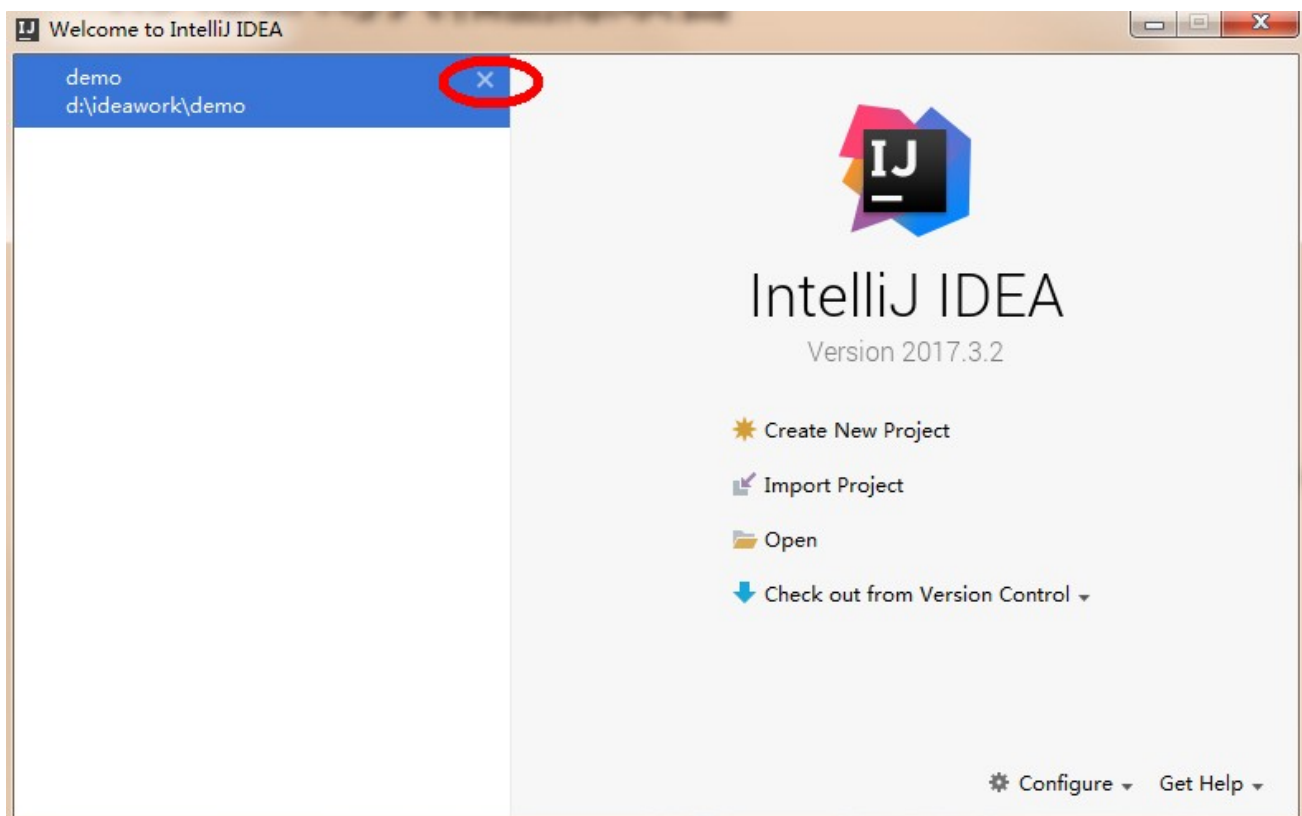 Welcome to IntelliJ IDEA
demo
d:\ideawork\demo
IJ
IntelliJ IDEA
Version 2017.3.2
Create New Project
Import Project
Open
Check out from Version Control
Configure
Get Help